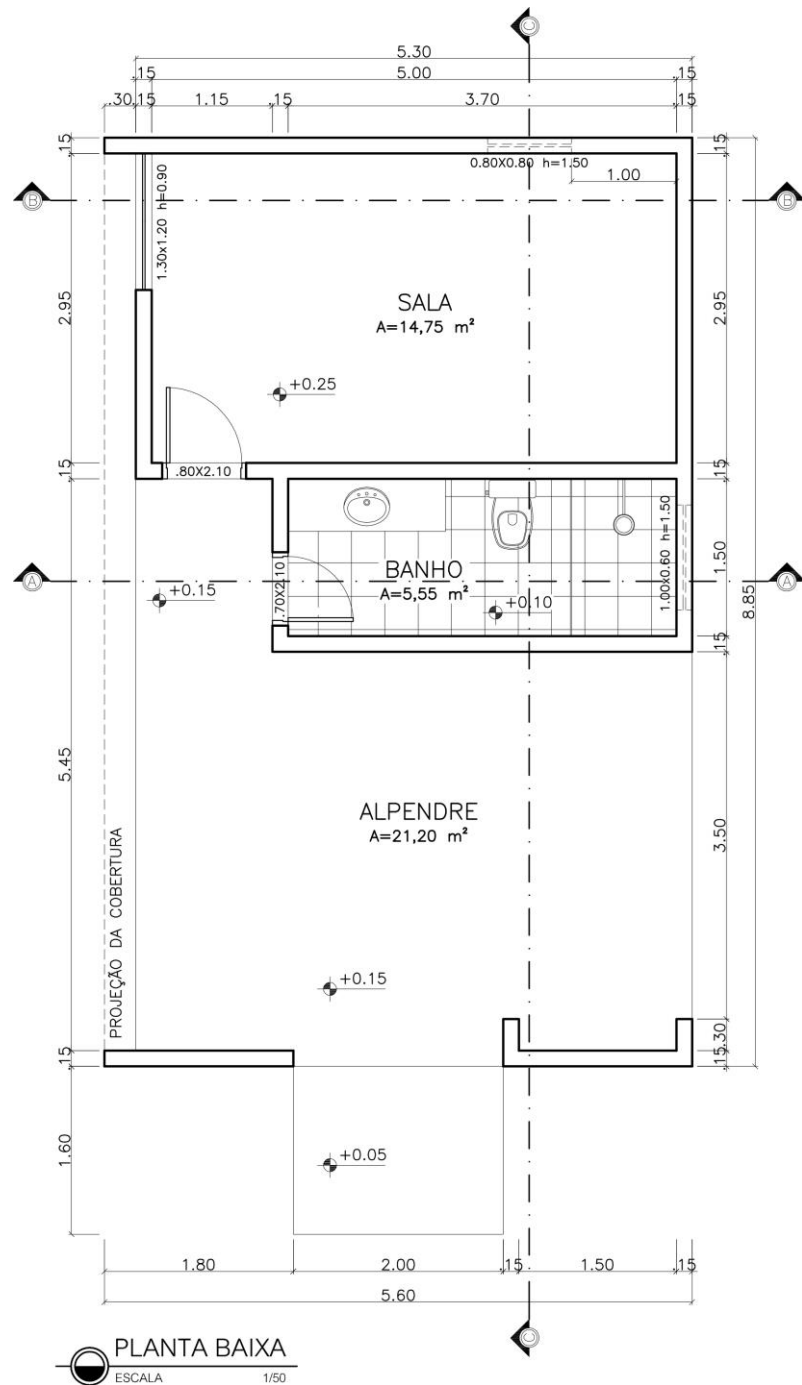 C
5.30
.15 5.00 .15
.30 .15 1.15 .15 3.70 .15
.15 .15
0.80X0.80 h=1.50
1.00
B B
1.30x1.20 h=0.90
2.95 2.95
SALA
A=14,75 m²
+0.25
.15 .15
.80X2.10
1.00x0.60 h=1.50
1.50
BANHO
A=5,55 m²
.70X2.10
A A
+0.15
+0.10
8.85
.15
5.45
ALPENDRE
A=21,20 m²
3.50
PROJEÇÃO DA COBERTURA
+0.15
.30
.15 .15
1.60
+0.05
1.80 2.00 .15 1.50 .15
5.60
C
PLANTA BAIXA
ESCALA 1/50